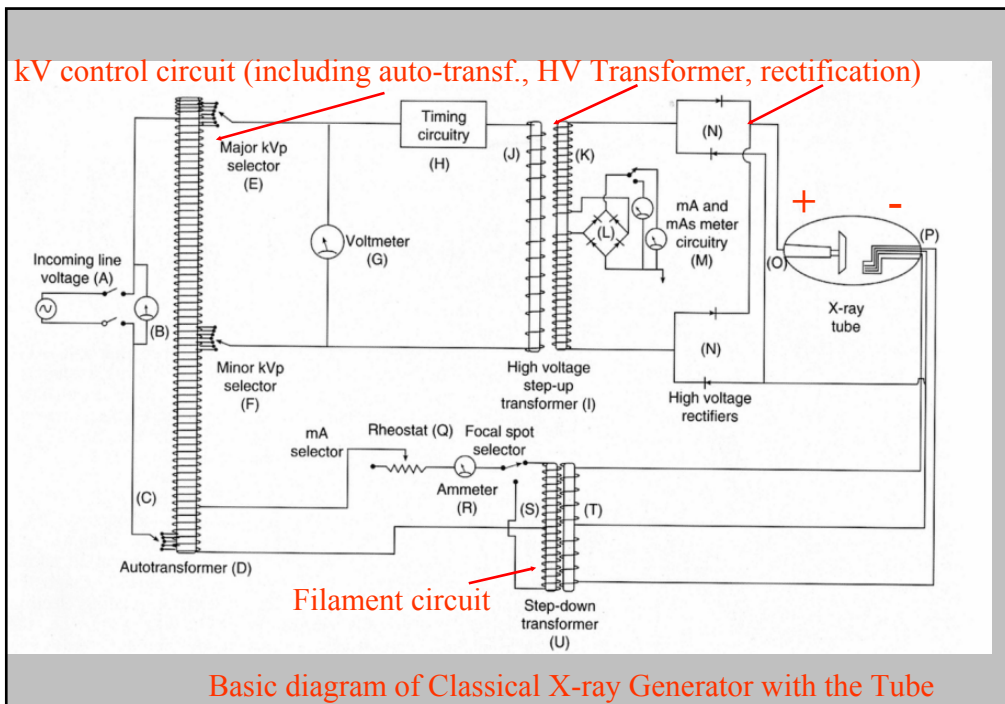 kV control circuit (including auto-transf., HV Transformer, rectification)
Timing
circuitry
(H)
(N)
Major kVp
selector
(E)
(J)
(K)
Voltmeter
(G)
(L)
mA and
mAs meter
circuitry
(M)
+
-
(O)
(P)
X-ray
tube
Incoming line
voltage (A)
(B)
Minor kVp
selector
(F)
High voltage
step-up
transformer (I)
(N)
High voltage
rectifiers
mA
selector
Rheostat (Q)
Focal spot
selector
Ammeter
(R)
(C)
(S)
(T)
Autotransformer (D)
Filament circuit
Step-down
transformer
(U)
Basic diagram of Classical X-ray Generator with the Tube